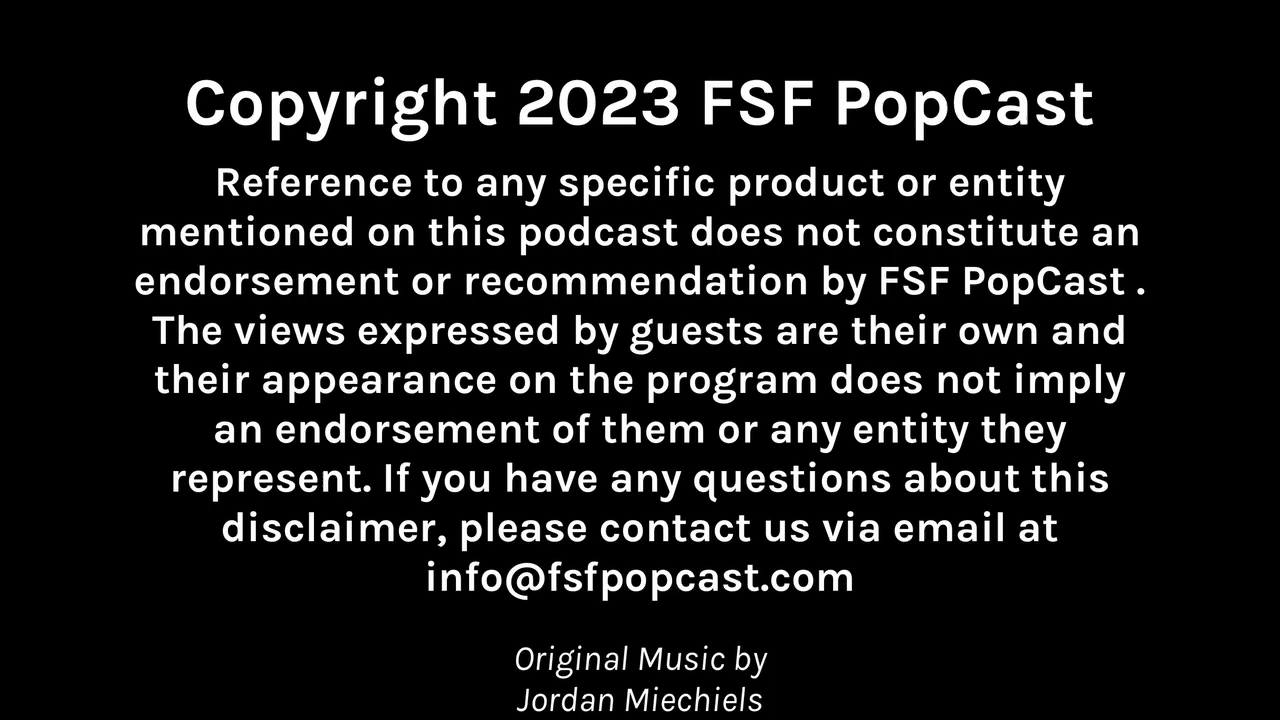 Copyright 2023 FSF PopCast
Reference to any specific product or entity
mentioned on this podcast does not constitute an
endorsement or recommendation by FSF PopCast .
The views expressed by guests are their own and
their appearance on the program does not imply
an endorsement of them or any entity they
represent. If you have any questions about this
disclaimer, please contact us via email at
info@fsfpopcast.com
Original Music by
Jordan Miechiels